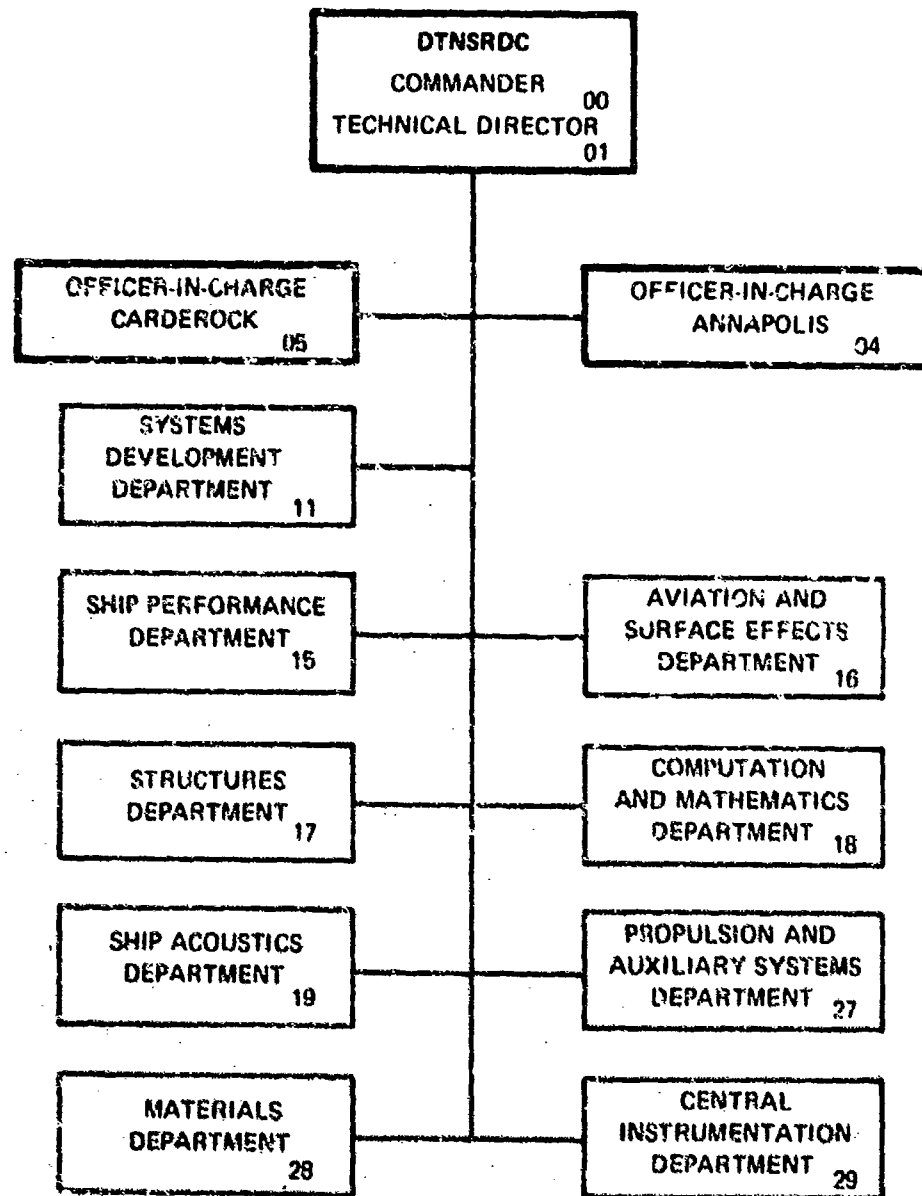 DTNSRDC
COMMANDER
00
TECHNICAL DIRECTOR
01
OFFICER-IN-CHARGE
CARDEROCK
05
OFFICER-IN-CHARGE
ANNAPOLIS
04
SYSTEMS
DEVELOPMENT
DEPARTMENT
11
SHIP PERFORMANCE
DEPARTMENT
15
AVIATION AND
SURFACE EFFECTS
DEPARTMENT
16
STRUCTURES
DEPARTMENT
17
COMPUTATION
AND MATHEMATICS
DEPARTMENT
18
SHIP ACOUSTICS
DEPARTMENT
19
PROPULSION AND
AUXILIARY SYSTEMS
DEPARTMENT
27
MATERIALS
DEPARTMENT
28
CENTRAL
INSTRUMENTATION
DEPARTMENT
29